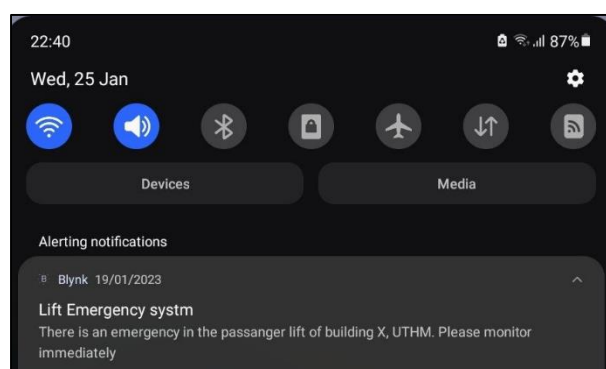 22:40 87%
Wed, 25 Jan
Devices Media
Alerting notifications
B Blynk 19/01/2023
Lift Emergency systm
There is an emergency in the passanger lift of building X, UTHM. Please monitor
immediately